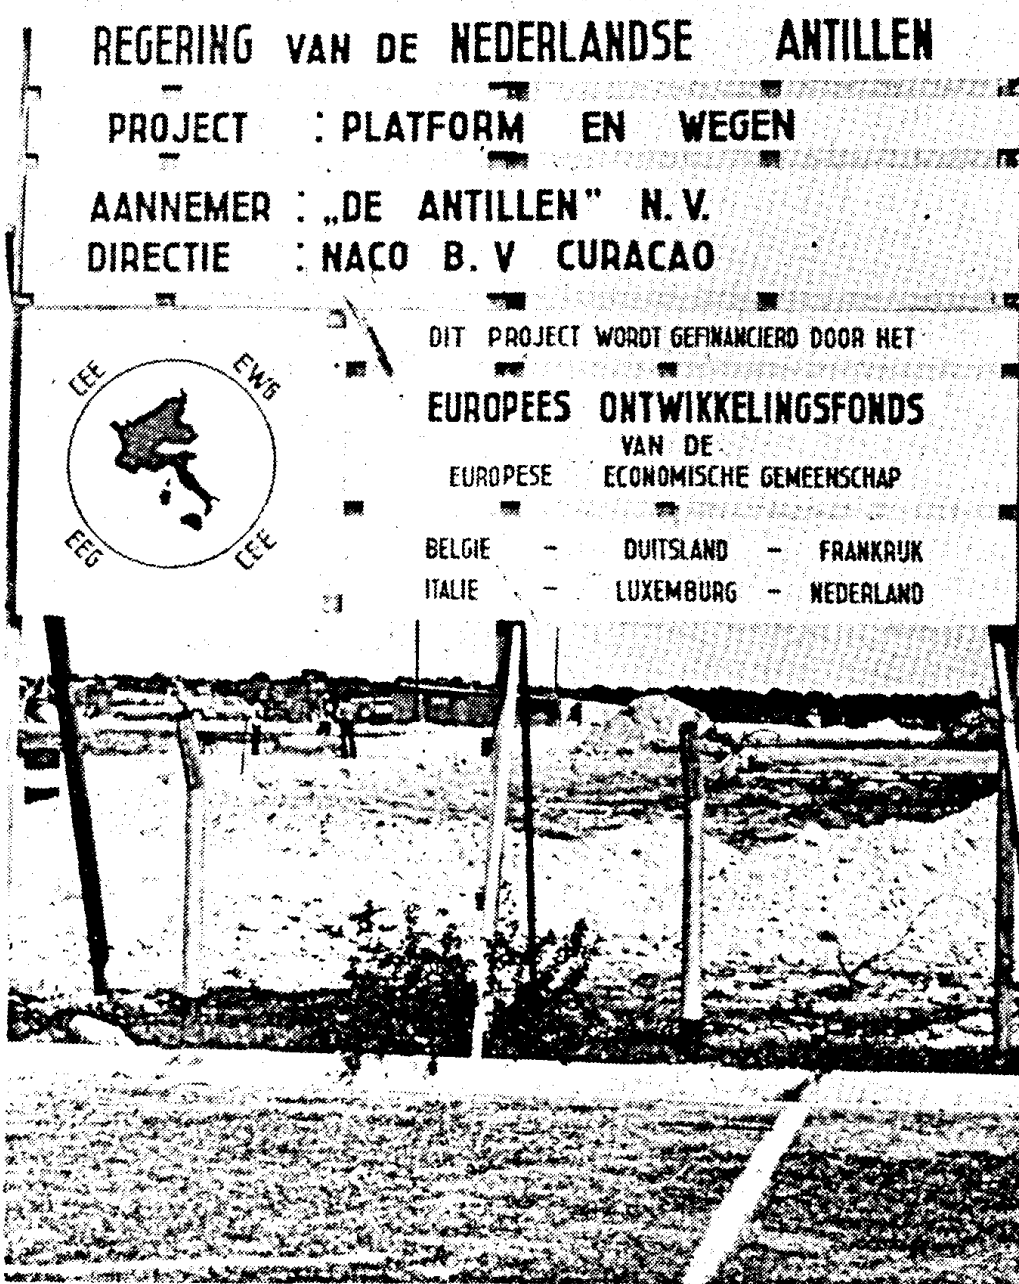 REGERING VAN DE NEDERLANDSE ANTILLEN
PROJECT : PLATFORM EN WEGEN
AANNEMER : „DE ANTILLEN” N.V.
DIRECTIE : NACO B.V CURACAO
DIT PROJECT WORDT GEFINANCIERD DOOR HET
CEE EWG
EUROPEES ONTWIKKELINGSFONDS
VAN DE
EUROPESE ECONOMISCHE GEMEENSCHAP
EEG CEE
BELGIE - DUITSLAND - FRANKRIJK
ITALIE - LUXEMBURG - NEDERLAND